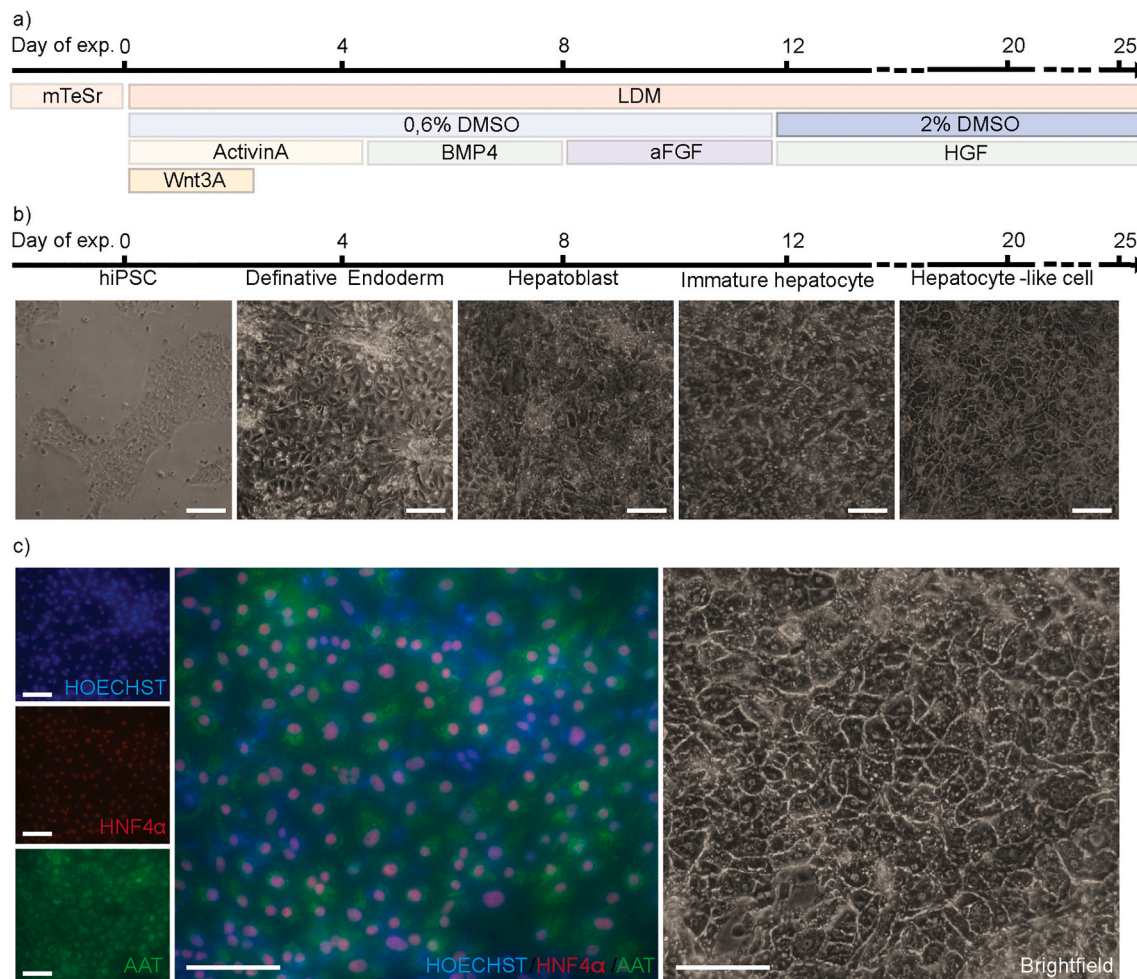 a)
Day of exp. 0 4 8 12 20 25
mTeSr LDM
0,6% DMSO 2% DMSO
ActivinA BMP4 aFGF HGF
Wnt3A
b)
Day of exp. 0 4 8 12 20 25
hiPSC Definative Endoderm Hepatoblast Immature hepatocyte Hepatocyte-like cell
c)
HOECHST
HNF4α
AAT
HOECHST/HNF4α/AAT
Brightfield